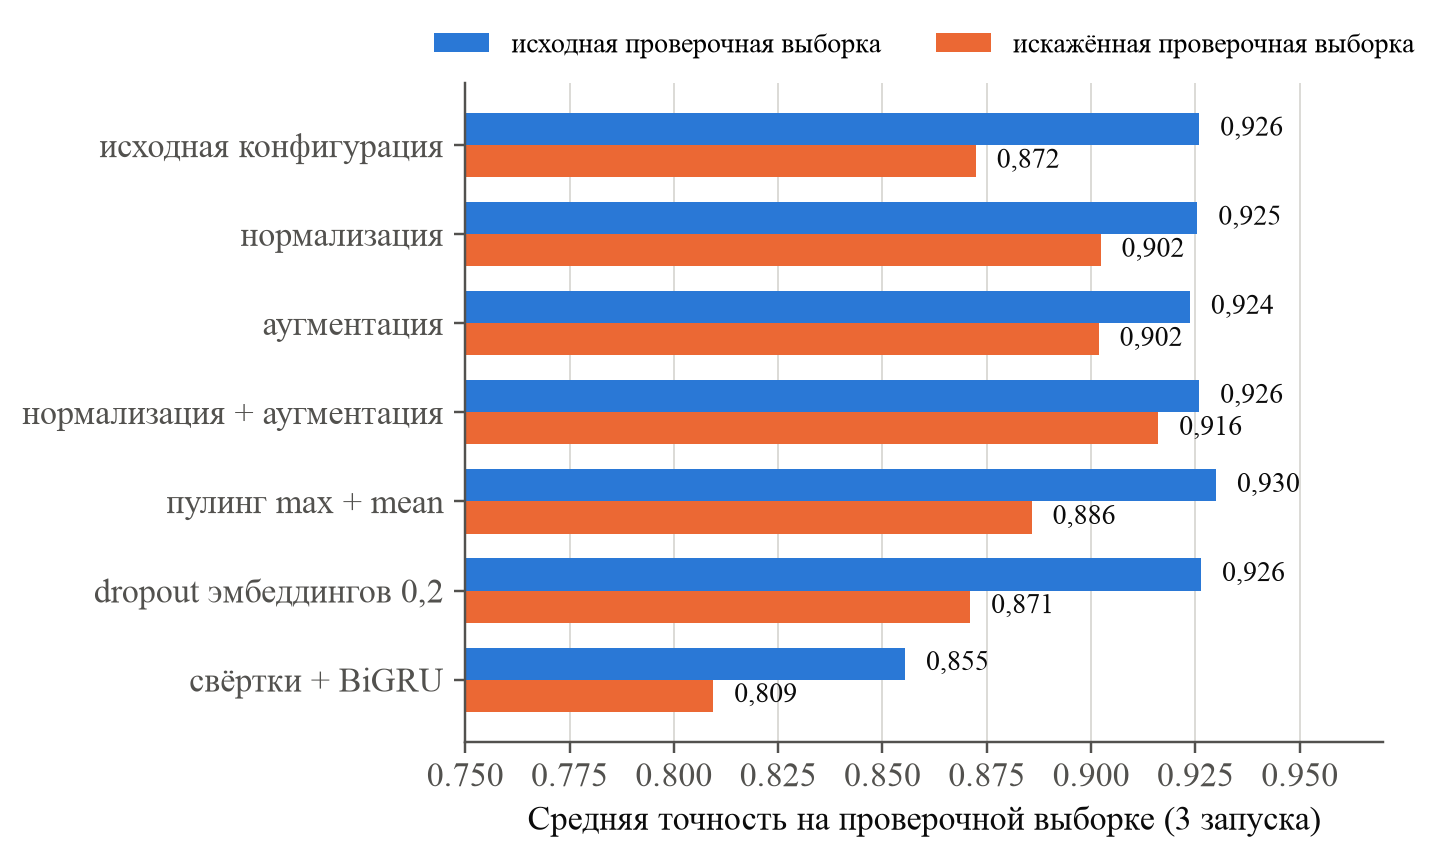 исходная проверочная выборка
искажённая проверочная выборка
исходная конфигурация
0,926
0,872
нормализация
0,925
0,902
аугментация
0,924
0,902
нормализация + аугментация
0,926
0,916
пулинг max + mean
0,930
0,886
dropout эмбеддингов 0,2
0,926
0,871
свёртки + BiGRU
0,855
0,809
0.750 0.775 0.800 0.825 0.850 0.875 0.900 0.925 0.950
Средняя точность на проверочной выборке (3 запуска)